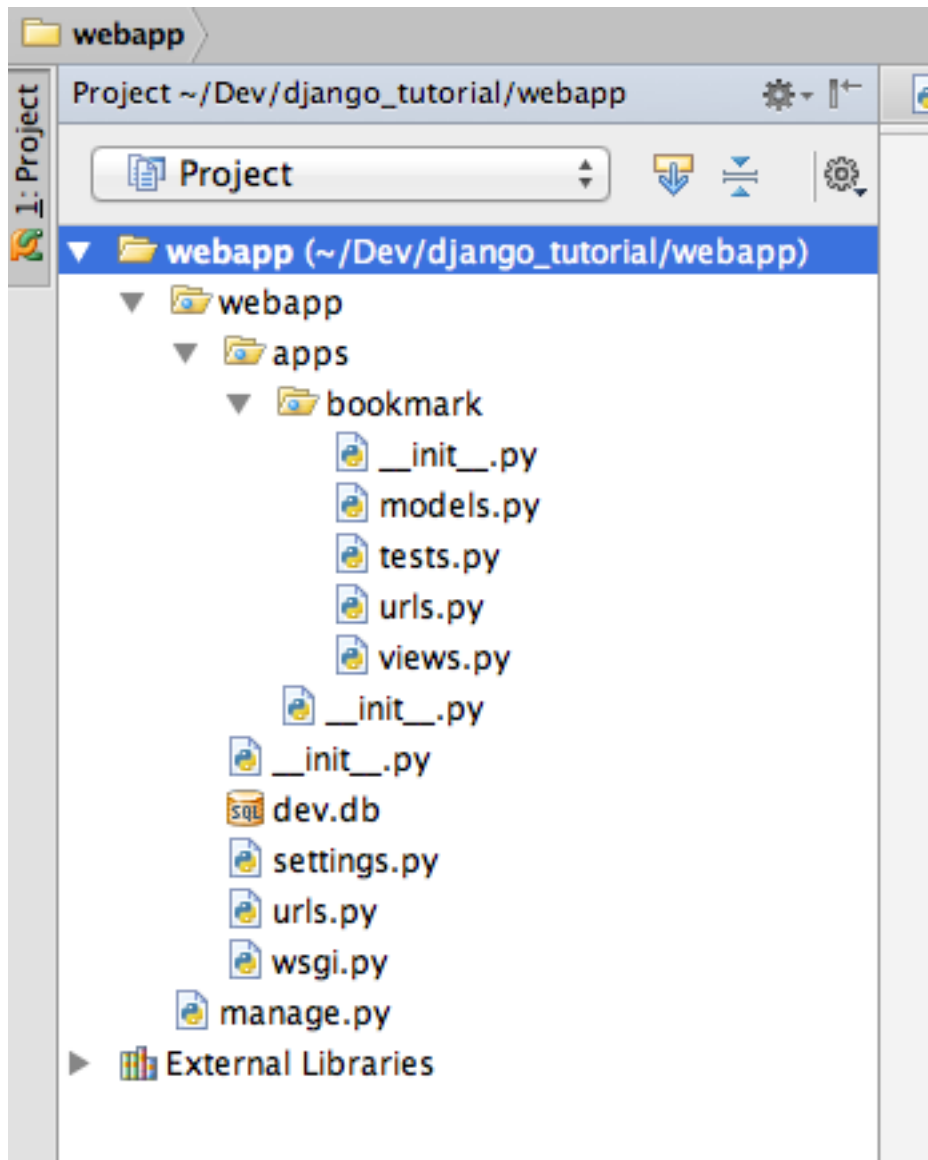 webapp
1: Project
Project ~/Dev/django_tutorial/webapp
Project
webapp (~/Dev/django_tutorial/webapp)
webapp
apps
bookmark
__init__.py
models.py
tests.py
urls.py
views.py
__init__.py
__init__.py
SQL dev.db
settings.py
urls.py
wsgi.py
manage.py
External Libraries